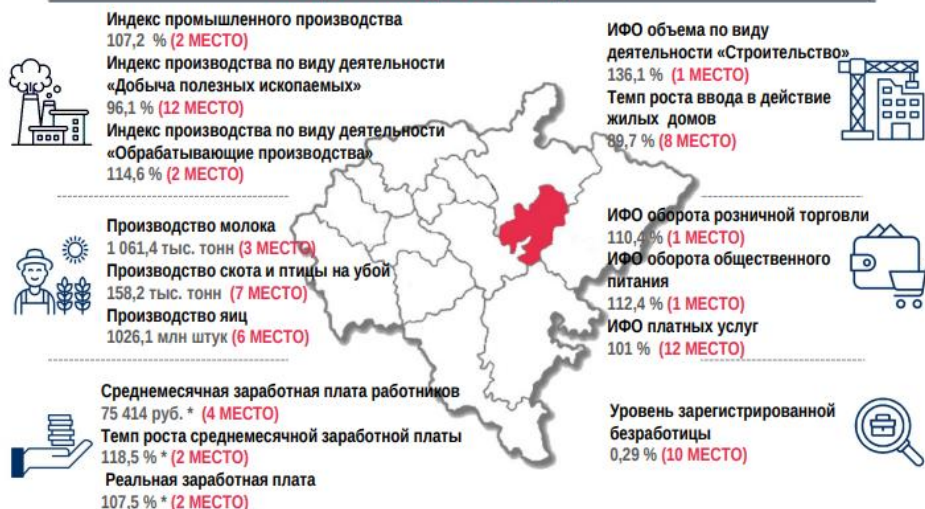 Индекс промышленного производства
107,2 % (2 МЕСТО)
Индекс производства по виду деятельности
«Добыча полезных ископаемых»
96,1 % (12 МЕСТО)
Индекс производства по виду деятельности
«Обрабатывающие производства»
114,6 % (2 МЕСТО)
Производство молока
1 061,4 тыс. тонн (3 МЕСТО)
Производство скота и птицы на убой
158,2 тыс. тонн (7 МЕСТО)
Производство яиц
1026,1 млн штук (6 МЕСТО)
Среднемесячная заработная плата работников
75 414 руб. * (4 МЕСТО)
Темп роста среднемесячной заработной платы
118,5 % * (2 МЕСТО)
Реальная заработная плата
107,5 % * (2 МЕСТО)
ИФО объема по виду
деятельности «Строительство»
136,1 % (1 МЕСТО)
Темп роста ввода в действие
жилых домов
89,7 % (8 МЕСТО)
ИФО оборота розничной торговли
110,4 % (1 МЕСТО)
ИФО оборота общественного
питания
112,4 % (1 МЕСТО)
ИФО платных услуг
101 % (12 МЕСТО)
Уровень зарегистрированной
безработицы
0,29 % (10 МЕСТО)